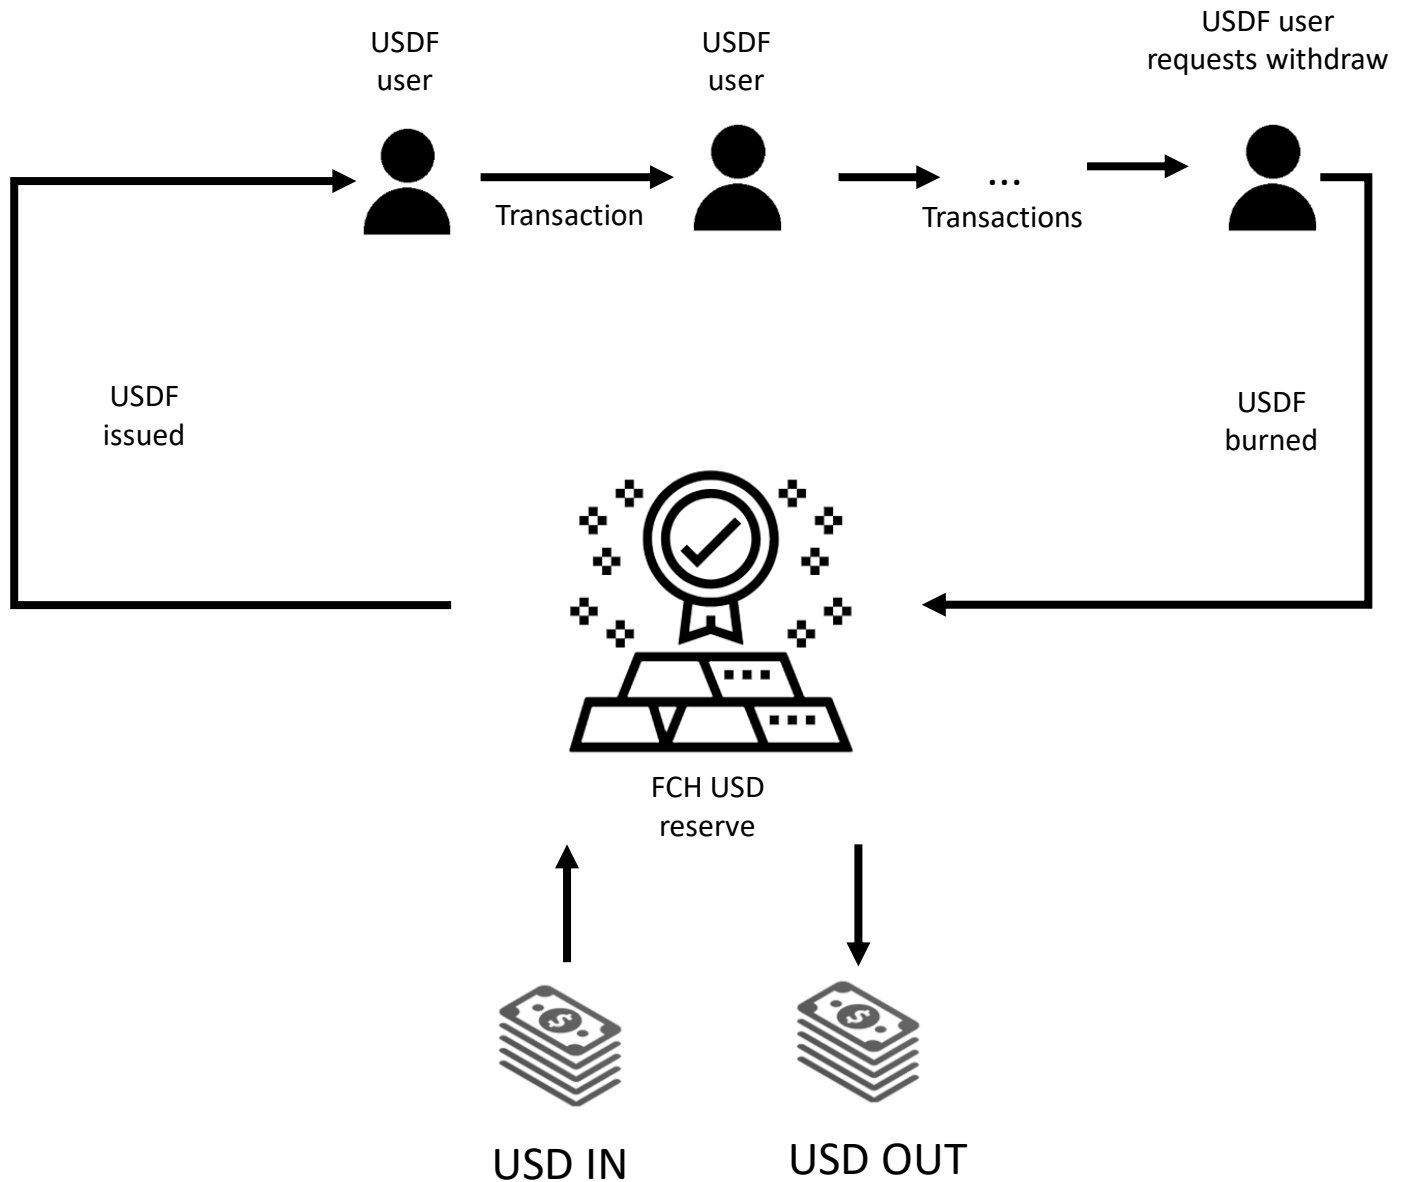 USDF
user
USDF
user
USDF user
requests withdraw
Transaction
...
Transactions
USDF
issued
USDF
burned
FCH USD
reserve
USD IN
USD OUT